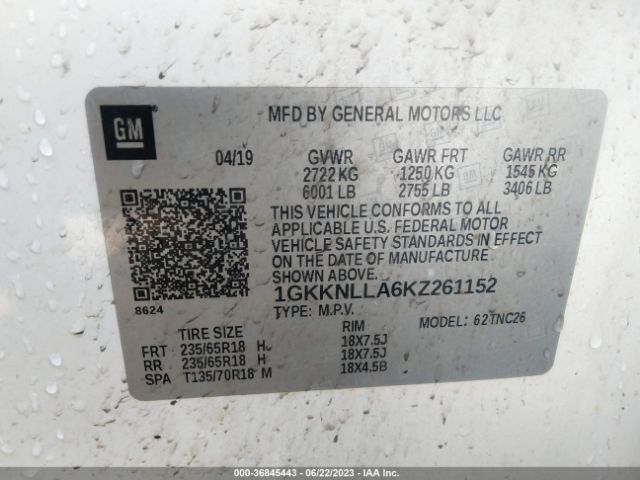 GM
MFD BY GENERAL MOTORS LLC
04/19 GVWR GAWR FRT GAWR RR
2722 KG 1250 KG 1545 KG
6001 LB 2755 LB 3406 LB
THIS VEHICLE CONFORMS TO ALL
APPLICABLE U.S. FEDERAL MOTOR
VEHICLE SAFETY STANDARDS IN EFFECT
ON THE DATE OF MANUFACTURE
SHOWN ABOVE.
1GKKNLLA6KZ261152
8624
TYPE: M.P.V. MODEL: 62TNC26
TIRE SIZE RIM
FRT 235/65R18 H 18X7.5J
RR 235/65R18 H 18X7.5J
SPA T135/70R18 M 18X4.5B
000-36845443 - 06/22/2023 - IAA Inc.